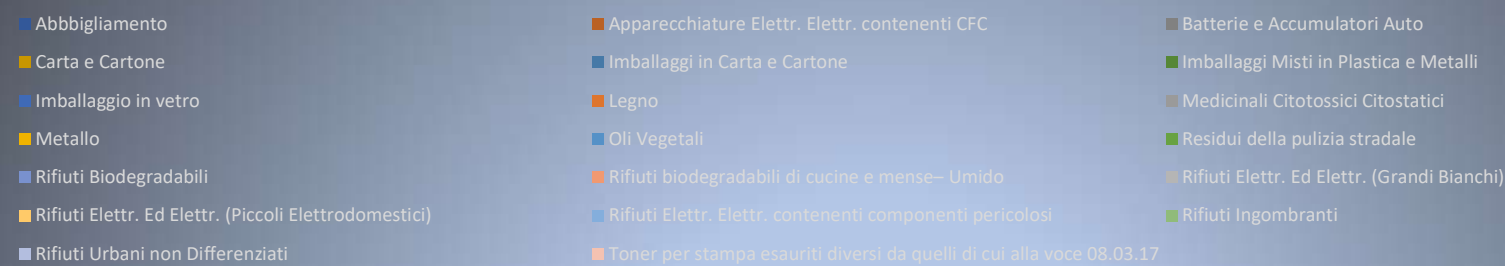 Abbbigliamento Apparecchiature Elettr. Elettr. contenenti CFC Batterie e Accumulatori Auto
Carta e Cartone Imballaggi in Carta e Cartone Imballaggi Misti in Plastica e Metalli
Imballaggio in vetro Legno Medicinali Citotossici Citostatici
Metallo Oli Vegetali Residui della pulizia stradale
Rifiuti Biodegradabili Rifiuti biodegradabili di cucine e mense– Umido Rifiuti Elettr. Ed Elettr. (Grandi Bianchi)
Rifiuti Elettr. Ed Elettr. (Piccoli Elettrodomestici) Rifiuti Elettr. Elettr. contenenti componenti pericolosi Rifiuti Ingombranti
Rifiuti Urbani non Differenziati Toner per stampa esauriti diversi da quelli di cui alla voce 08.03.17